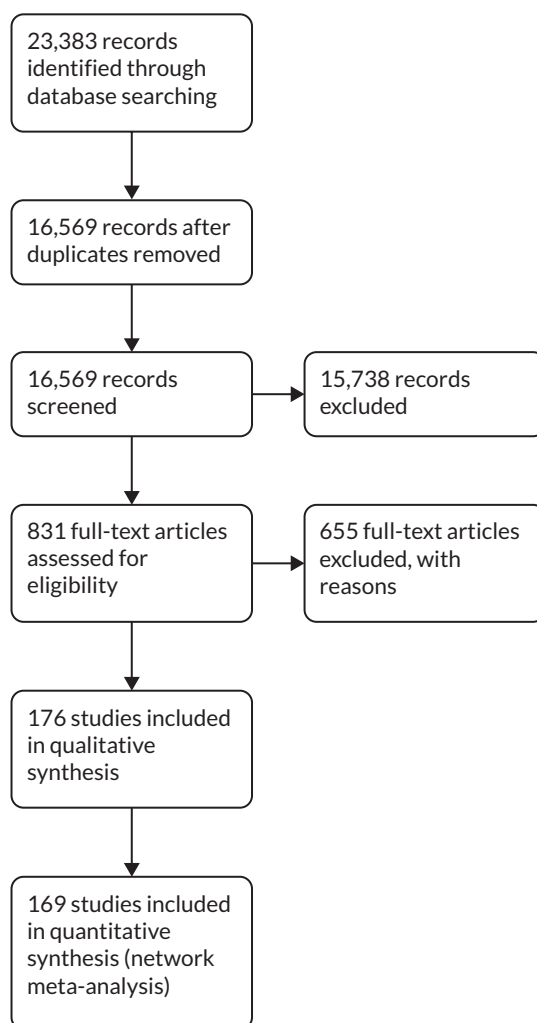 23,383 records
identified through
database searching
16,569 records after
duplicates removed
16,569 records
screened
15,738 records
excluded
831 full-text articles
assessed for
eligibility
655 full-text articles
excluded, with
reasons
176 studies included
in qualitative
synthesis
169 studies included
in quantitative
synthesis (network
meta-analysis)